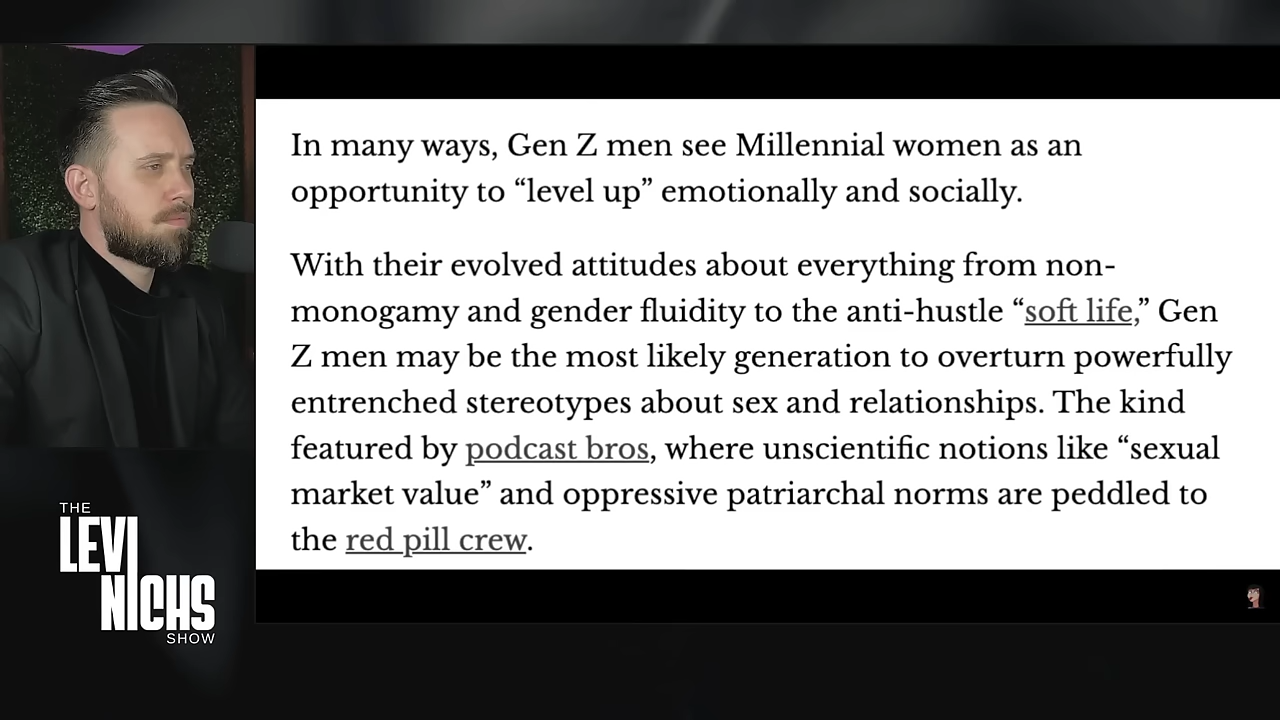 In many ways, Gen Z men see Millennial women as an
opportunity to “level up” emotionally and socially.
With their evolved attitudes about everything from non-
monogamy and gender fluidity to the anti-hustle “soft life,” Gen
Z men may be the most likely generation to overturn powerfully
entrenched stereotypes about sex and relationships. The kind
featured by podcast bros, where unscientific notions like “sexual
market value” and oppressive patriarchal norms are peddled to
the red pill crew.
THE
LEVI
NICHS
SHOW